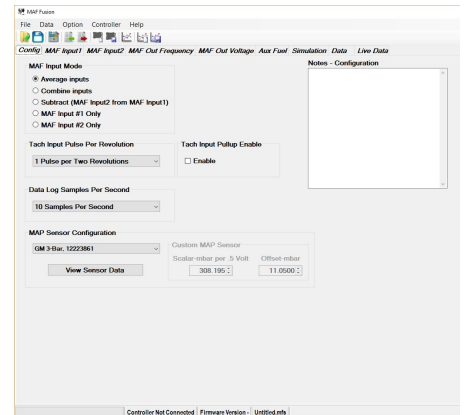 MAF Fusion
File Data Option Controller Help
Config MAF Input1 MAF Input2 MAF Out Frequency MAF Out Voltage Aux Fuel Simulation Data Live Data
MAF Input Mode
Average inputs
Combine inputs
Subtract (MAF Input2 from MAF Input1)
MAF Input #1 Only
MAF Input #2 Only
Notes - Configuration
Tach Input Pulse Per Revolution
1 Pulse per Two Revolutions
Tach Input Pullup Enable
Enable
Data Log Samples Per Second
10 Samples Per Second
MAP Sensor Configuration
GM 3-Bar, 12223861
View Sensor Data
Custom MAP Sensor
Scalar-mbar per .5 Volt Offset-mbar
308.195 11.0500
Controller Not Connected Firmware Version - Untitled.mfs